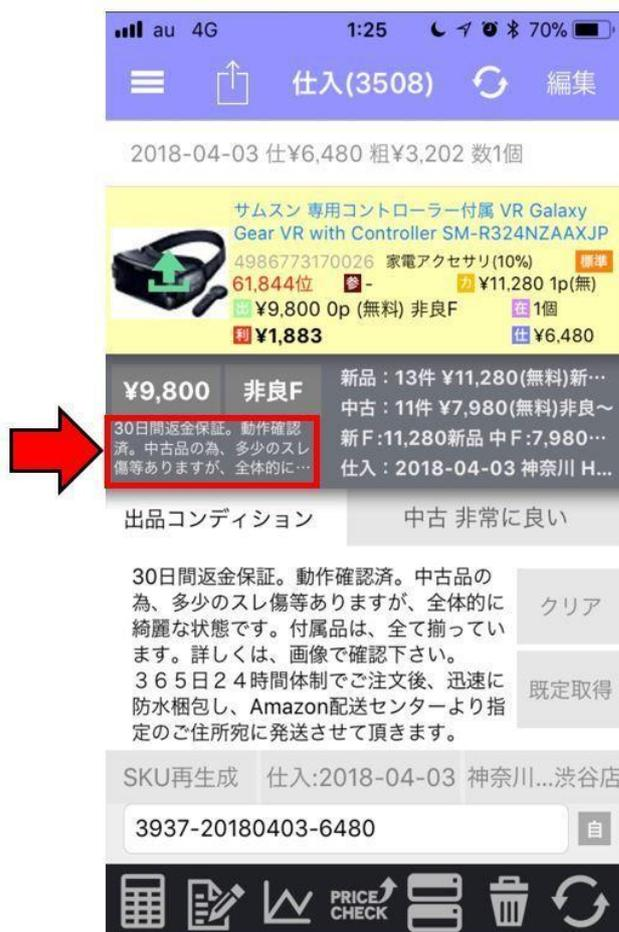 au 4G 1:25 70%
仕入(3508) 編集
2018-04-03 仕¥6,480 粗¥3,202 数1個
サムスン 専用コントローラー付属 VR Galaxy
Gear VR with Controller SM-R324NZAAXJP
4986773170026 家電アクセサリ(10%) 標準
61,844位 参 - カ ¥11,280 1p(無)
出 ¥9,800 0p (無料) 非良F 在 1個
利 ¥1,883 仕 ¥6,480
¥9,800 非良F
30日間返金保証。動作確認
済。中古品の為、多少のスレ
傷等ありますが、全体的に…
新品：13件 ¥11,280(無料)新…
中古：11件 ¥7,980(無料)非良～
新F:11,280新品 中F:7,980…
仕入：2018-04-03 神奈川 H...
出品コンディション 中古 非常に良い
30日間返金保証。動作確認済。中古品の
為、多少のスレ傷等ありますが、全体的に
綺麗な状態です。付属品は、全て揃ってい
ます。詳しくは、画像で確認下さい。
３６５日２４時間体制でご注文後、迅速に
防水梱包し、Amazon配送センターより指
定のご住所宛に発送させて頂きます。
クリア
既定取得
SKU再生成 仕入:2018-04-03 神奈川...渋谷店
3937-20180403-6480 自
PRICE
CHECK